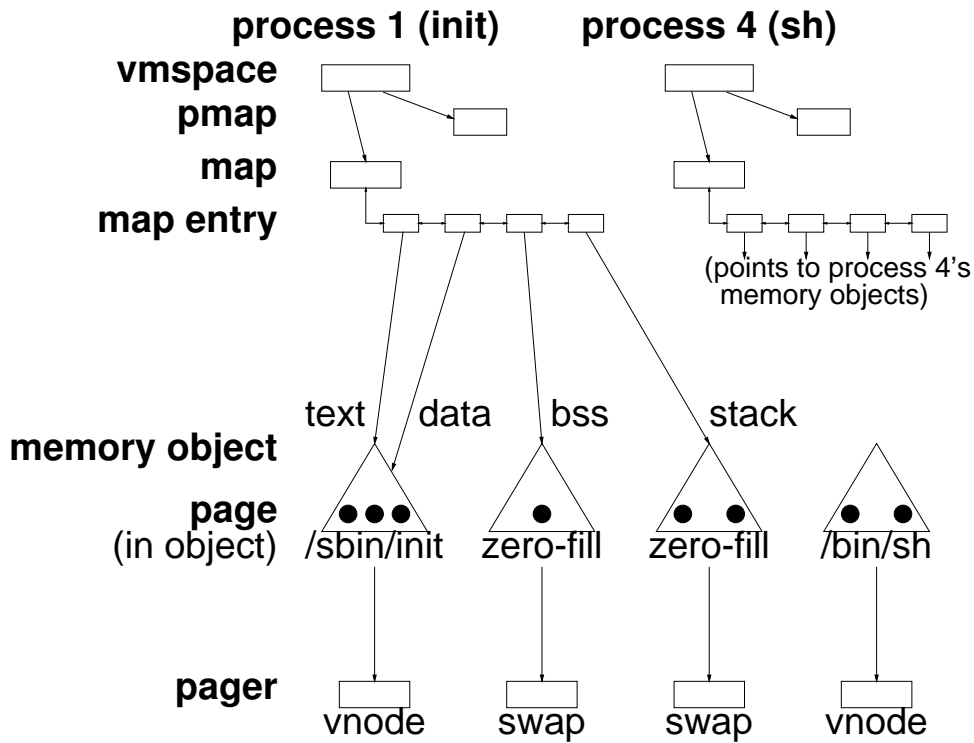 process 1 (init)
process 4 (sh)
vmspace
pmap
map
map entry
(points to process 4's
memory objects)
text
data
bss
stack
memory object
page
(in object)
/sbin/init
zero-fill
zero-fill
/bin/sh
pager
vnode
swap
swap
vnode